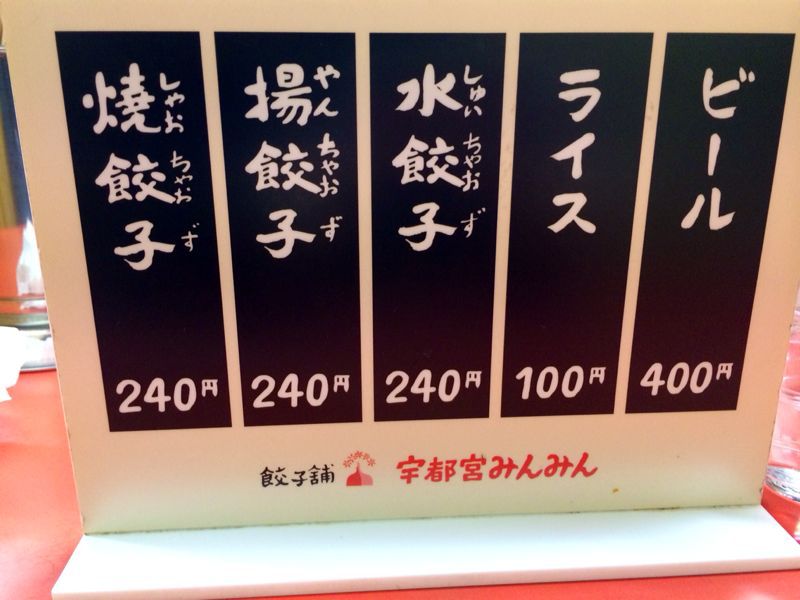 焼餃子
しゃおちゃおず
240円
揚餃子
やんちゃおず
240円
水餃子
しゅいちゃおず
240円
ライス
100円
ビール
400円
餃子舗 宇都宮みんみん